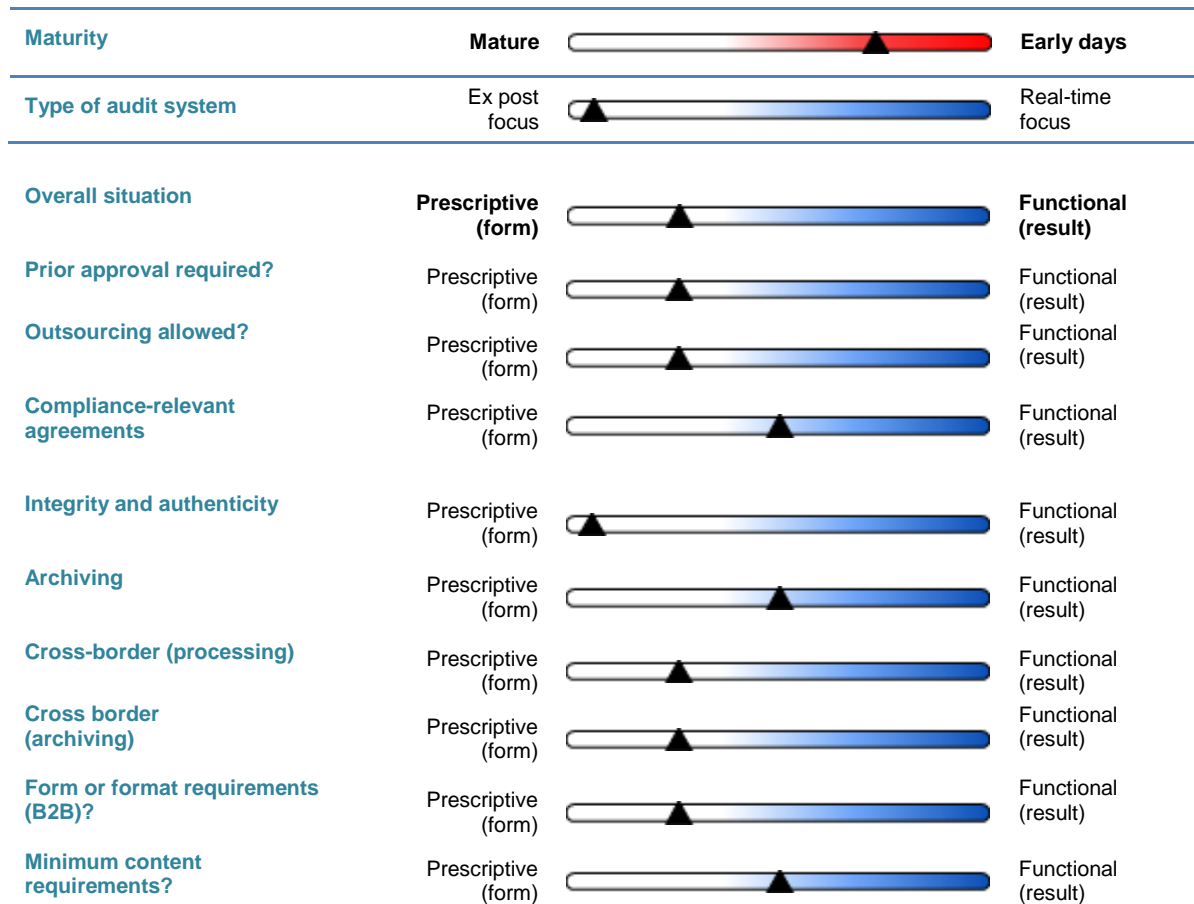 Maturity
Mature
Early days
Type of audit system
Ex post
focus
Real-time
focus
Overall situation
Prescriptive
(form)
Functional
(result)
Prior approval required?
Prescriptive
(form)
Functional
(result)
Outsourcing allowed?
Prescriptive
(form)
Functional
(result)
Compliance-relevant
agreements
Prescriptive
(form)
Functional
(result)
Integrity and authenticity
Prescriptive
(form)
Functional
(result)
Archiving
Prescriptive
(form)
Functional
(result)
Cross-border (processing)
Prescriptive
(form)
Functional
(result)
Cross border
(archiving)
Prescriptive
(form)
Functional
(result)
Form or format requirements
(B2B)?
Prescriptive
(form)
Functional
(result)
Minimum content
requirements?
Prescriptive
(form)
Functional
(result)